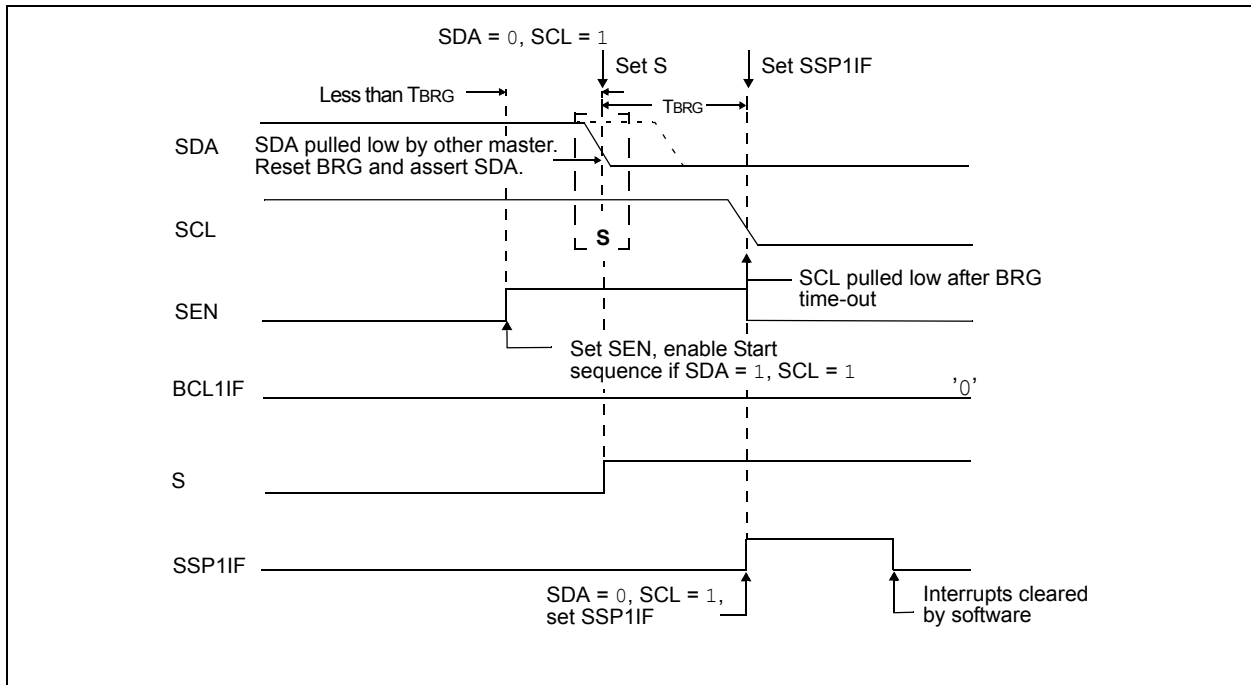 SDA = 0, SCL = 1
Set S
Set SSP1IF
Less than TBRG
TBRG
SDA
SDA pulled low by other master.
Reset BRG and assert SDA.
SCL
S
SCL pulled low after BRG
time-out
SEN
Set SEN, enable Start
sequence if SDA = 1, SCL = 1
BCL1IF
'0'
S
SSP1IF
SDA = 0, SCL = 1,
set SSP1IF
Interrupts cleared
by software